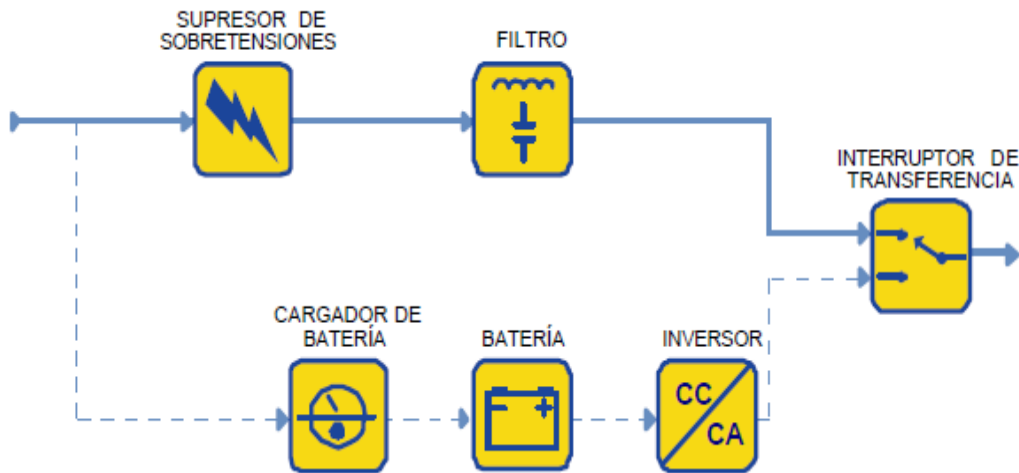 SUPRESOR DE
SOBRETENSIONES
FILTRO
INTERRUPTOR DE
TRANSFERENCIA
CARGADOR DE
BATERÍA
BATERÍA
INVERSOR
CC
CA